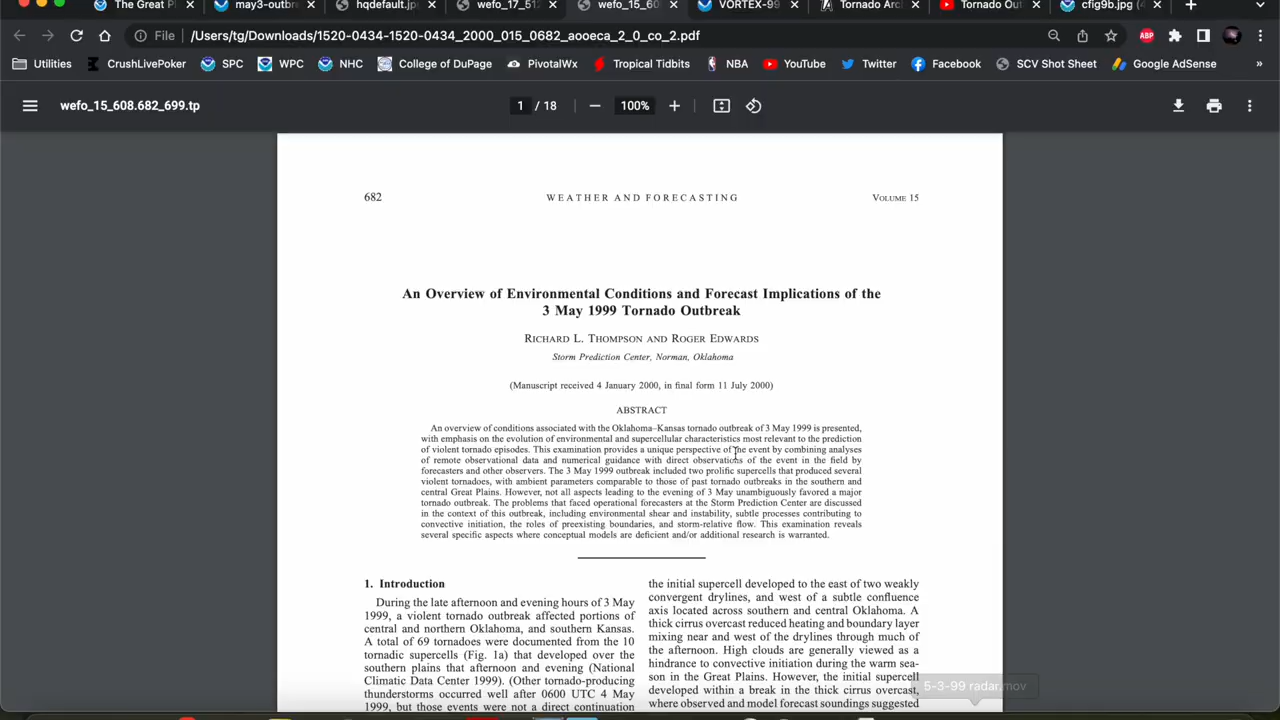 The Great Pl
may3-outbr
hqdefault.jp
wefo_17_51
wefo_15_60
VORTEX-99
Tornado Arc
Tornado Out
cfig9b.jpg (4
File
/Users/tg/Downloads/1520-0434-1520-0434_2000_015_0682_aooeca_2_0_co_2.pdf
ABP
Utilities
CrushLivePoker
SPC
WPC
NHC
College of DuPage
PivotalWx
Tropical Tidbits
NBA
YouTube
Twitter
Facebook
SCV Shot Sheet
Google AdSense
»
wefo_15_608.682_699.tp
1 / 18
100%
682
WEATHER AND FORECASTING
VOLUME 15
An Overview of Environmental Conditions and Forecast Implications of the
3 May 1999 Tornado Outbreak
RICHARD L. THOMPSON AND ROGER EDWARDS
Storm Prediction Center, Norman, Oklahoma
(Manuscript received 4 January 2000, in final form 11 July 2000)
ABSTRACT
An overview of conditions associated with the Oklahoma–Kansas tornado outbreak of 3 May 1999 is presented,
with emphasis on the evolution of environmental and supercellular characteristics most relevant to the prediction
of violent tornado episodes. This examination provides a unique perspective of the event by combining analyses
of remote observational data and numerical guidance with direct observations of the event in the field by
forecasters and other observers. The 3 May 1999 outbreak included two prolific supercells that produced several
violent tornadoes, with ambient parameters comparable to those of past tornado outbreaks in the southern and
central Great Plains. However, not all aspects leading to the evening of 3 May unambiguously favored a major
tornado outbreak. The problems that faced operational forecasters at the Storm Prediction Center are discussed
in the context of this outbreak, including environmental shear and instability, subtle processes contributing to
convective initiation, the roles of preexisting boundaries, and storm-relative flow. This examination reveals
several specific aspects where conceptual models are deficient and/or additional research is warranted.
1. Introduction
During the late afternoon and evening hours of 3 May
1999, a violent tornado outbreak affected portions of
central and northern Oklahoma, and southern Kansas.
A total of 69 tornadoes were documented from the 10
tornadic supercells (Fig. 1a) that developed over the
southern plains that afternoon and evening (National
Climatic Data Center 1999). (Other tornado-producing
thunderstorms occurred well after 0600 UTC 4 May
1999, but those events were not a direct continuation
the initial supercell developed to the east of two weakly
convergent drylines, and west of a subtle confluence
axis located across southern and central Oklahoma. A
thick cirrus overcast reduced heating and boundary layer
mixing near and west of the drylines through much of
the afternoon. High clouds are generally viewed as a
hindrance to convective initiation during the warm sea-
son in the Great Plains. However, the initial supercell
developed within a break in the thick cirrus overcast,
where observed and model forecast soundings suggested
5-3-99 radar.mov